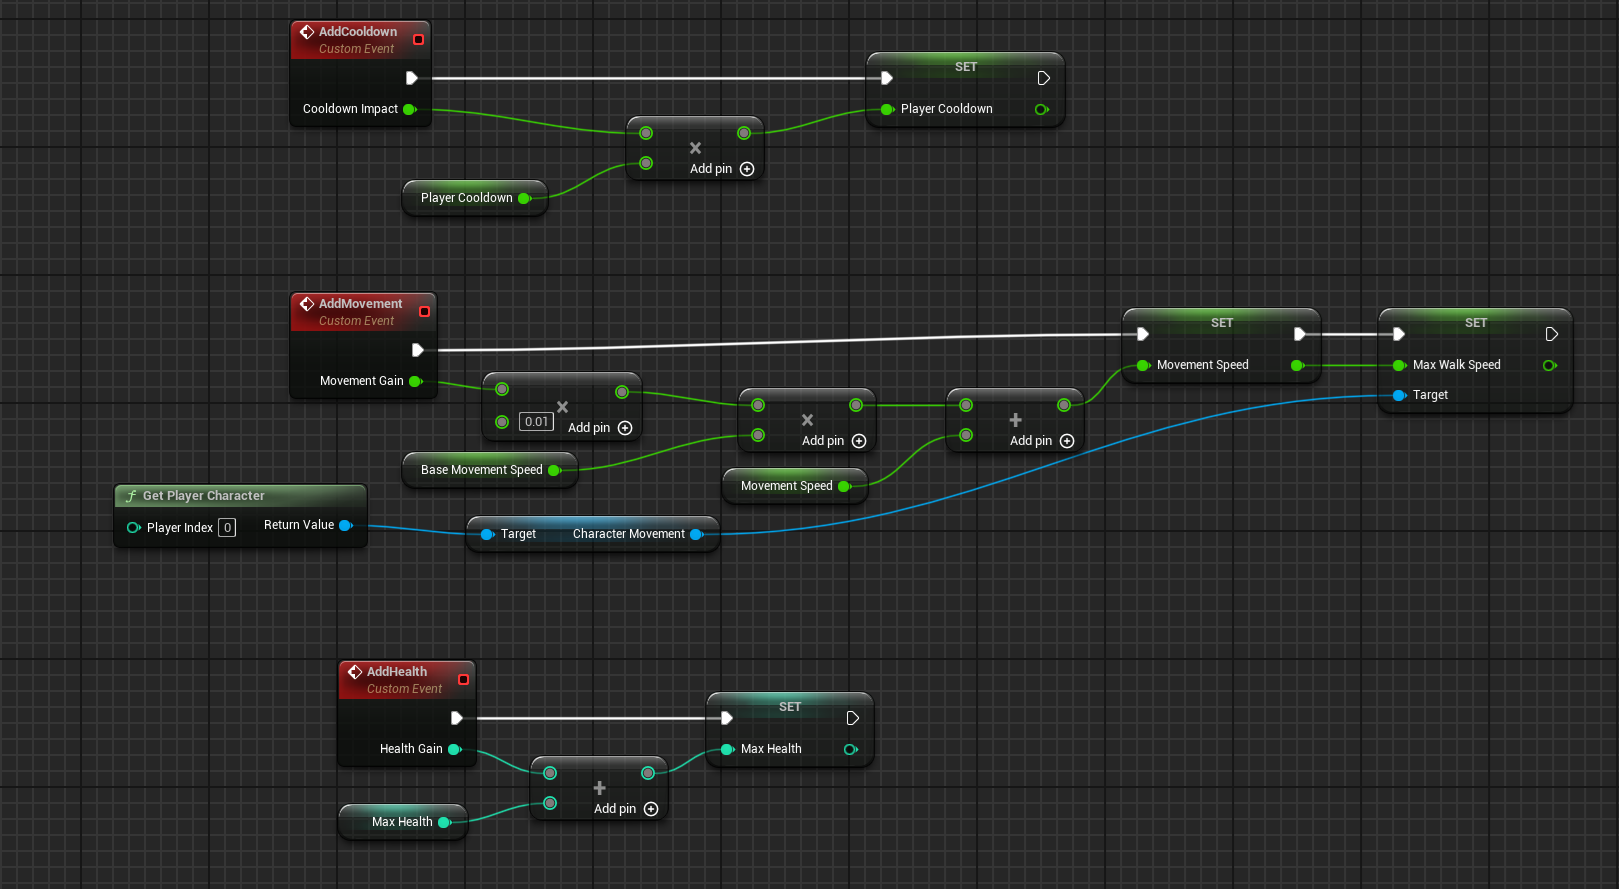 AddCooldown
Custom Event
SET
Cooldown Impact
Player Cooldown
×
Add pin
Player Cooldown
AddMovement
Custom Event
SET
SET
Movement Gain
Movement Speed
Max Walk Speed
Target
×
0.01
Add pin
×
Add pin
+
Add pin
Base Movement Speed
Movement Speed
f Get Player Character
Player Index 0
Return Value
Target
Character Movement
AddHealth
Custom Event
SET
Health Gain
Max Health
+
Add pin
Max Health